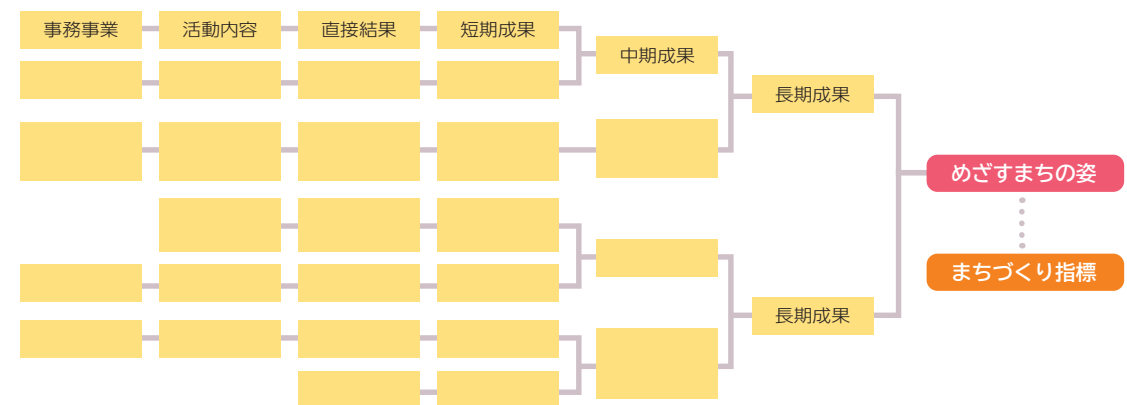 事務事業
活動内容
直接結果
短期成果
中期成果
長期成果
めざすまちの姿
まちづくり指標
長期成果